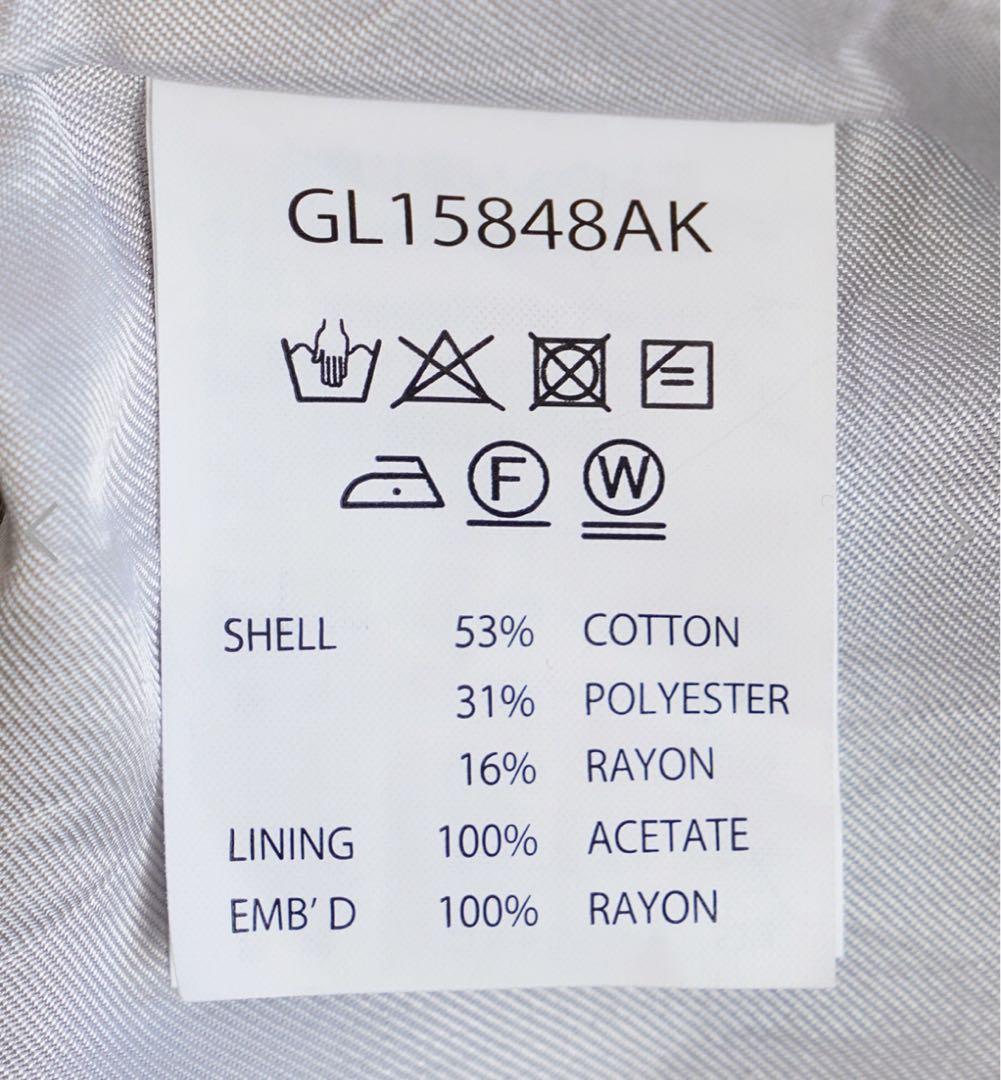 GL15848AK
F W
SHELL 53% COTTON
31% POLYESTER
16% RAYON
LINING 100% ACETATE
EMB' D 100% RAYON